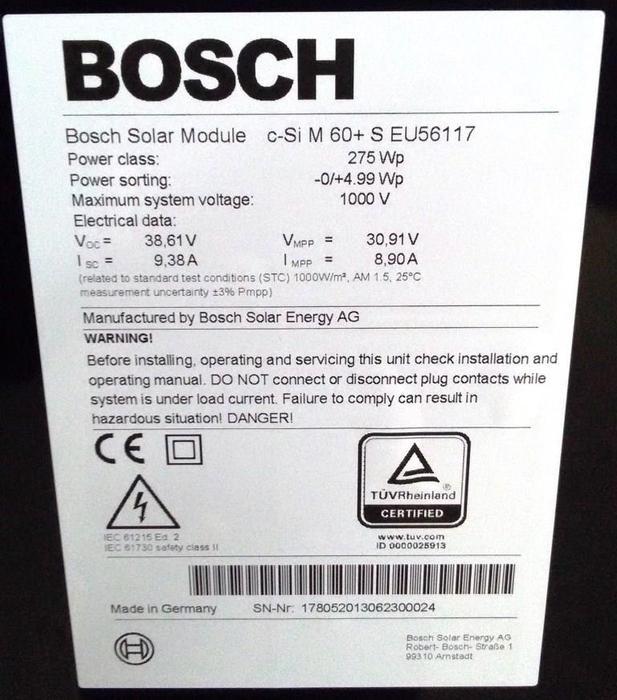 BOSCH
Bosch Solar Module c-Si M 60+ S EU56117
Power class: 275 Wp
Power sorting: -0/+4.99 Wp
Maximum system voltage: 1000 V
Electrical data:
VOC = 38,61 V VMPP = 30,91 V
I SC = 9,38 A I MPP = 8,90 A
(related to standard test conditions (STC) 1000W/m², AM 1.5, 25°C
measurement uncertainty ±3% Pmpp)
Manufactured by Bosch Solar Energy AG
WARNING!
Before installing, operating and servicing this unit check installation and
operating manual. DO NOT connect or disconnect plug contacts while
system is under load current. Failure to comply can result in
hazardous situation! DANGER!
CE
TÜVRheinland ®
CERTIFIED
www.tuv.com
ID 0000025913
IEC 61215 Ed. 2
IEC 61730 safety class II
Made in Germany SN-Nr: 178052013062300024
Bosch Solar Energy AG
Robert- Bosch- Straße 1
99310 Arnstadt